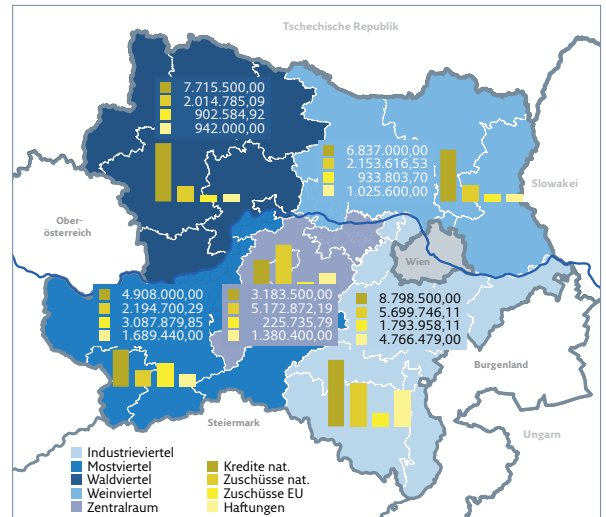 Tschechische Republik
7.715.500,00
2.014.785,09
902.584,92
942.000,00
6.837.000,00
2.153.616,53
933.803,70
1.025.600,00
Slowakei
Ober-
österreich
Wien
4.908.000,00
2.194.700,29
3.087.879,85
1.689.440,00
3.183.500,00
5.172.872,19
225.735,79
1.380.400,00
8.798.500,00
5.699.746,11
1.793.958,11
4.766.479,00
Burgenland
Steiermark
Ungarn
Industrieviertel
Mostviertel
Waldviertel
Weinviertel
Zentralraum
Kredite nat.
Zuschüsse nat.
Zuschüsse EU
Haftungen